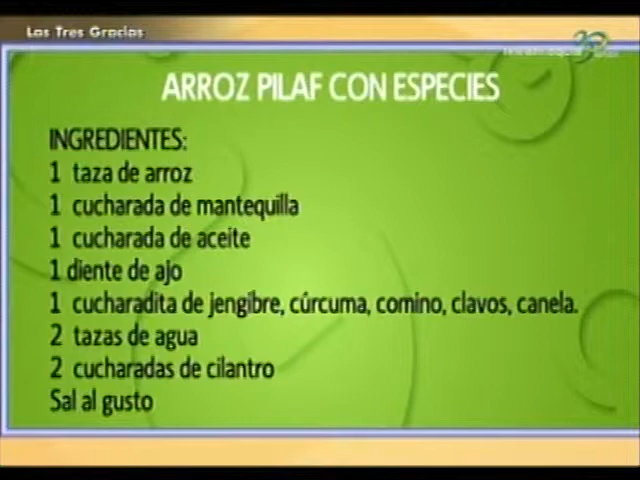 Las Tres Gracias
ARROZ PILAF CON ESPECIES
INGREDIENTES:
1 taza de arroz
1 cucharada de mantequilla
1 cucharada de aceite
1 diente de ajo
1 cucharadita de jengibre, cúrcuma, comino, clavos, canela.
2 tazas de agua
2 cucharadas de cilantro
Sal al gusto